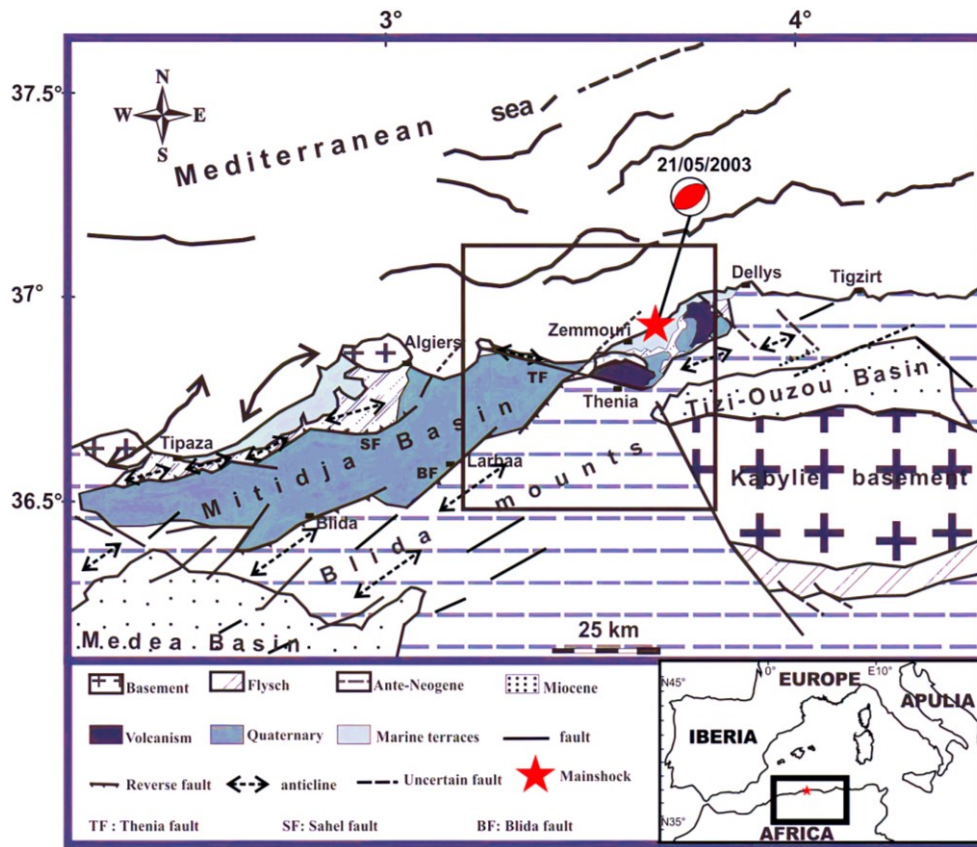 3°
4°
37.5°
N
W
E
S
Mediterranean sea
21/05/2003
37°
Dellys
Tigzirt
Zemmouri
Algiers
TF
Thenia
Tizi-Ouzou Basin
Tipaza
SF
Mitidja Basin
BF
Larbaa
36.5°
Kabylie basement
Blida
Blida mounts
Medea Basin
25 km
Basement
Flysch
Ante-Neogene
Miocene
Volcanism
Quaternary
Marine terraces
fault
Reverse fault
anticline
Uncertain fault
Mainshock
TF : Thenia fault
SF: Sahel fault
BF: Blida fault
0°
E10°
N45°
EUROPE
APULIA
IBERIA
N35°
AFRICA